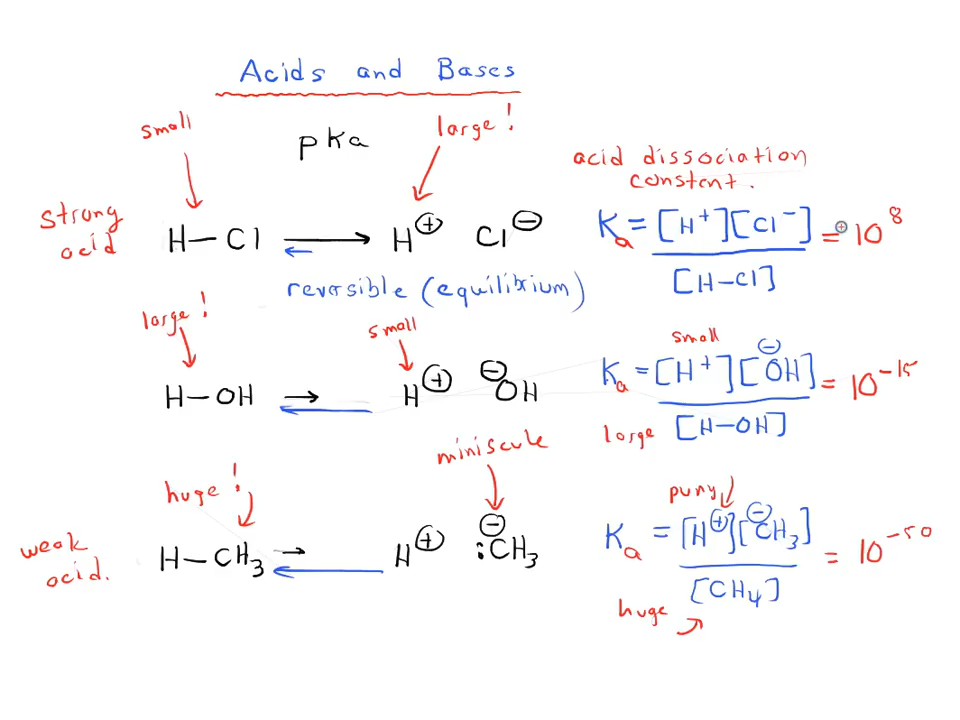 Acids and Bases
small
pKa
large!
acid dissociation
constent.
strong
acid
H–Cl
H⊕ Cl⊖
Ka = [H+][Cl−] = 10^8
[H–Cl]
reversible (equilibrium)
large!
small
small
H–OH
H⊕ ⊖OH
Ka = [H+][⊖OH] = 10^-15
large
[H–OH]
miniscule
huge!
puny
weak
acid.
H–CH3
H⊕ ⊖:CH3
Ka = [H⊕][⊖CH3] = 10^-50
[CH4]
huge